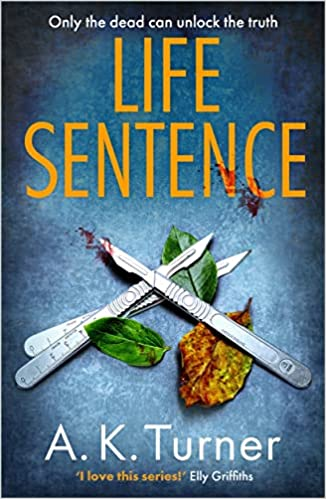 Only the dead can unlock the truth
LIFE
SENTENCE
A. K. Turner
‘I love this series!’ Elly Griffiths